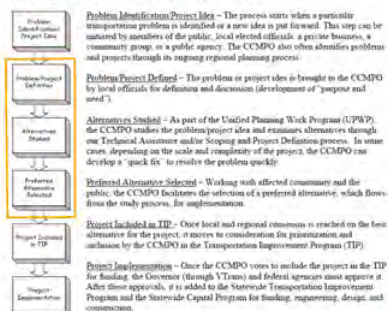 Problem
Identification/
Project Idea
Problem Identification/Project Idea – The process starts when a particular
transportation problem is identified or a new idea is put forward. This step can be
initiated by members of the public, local elected officials, a private business, a
community group, or a public agency. The CCMPO also often identifies problems
and projects through its ongoing regional planning process.
Problem/Project
Definition
Problem/Project Defined – The problem or project idea is brought to the CCMPO
by local officials for definition and discussion (development of "purpose and
need").
Alternatives
Studied
Alternatives Studied – As part of the Unified Planning Work Program (UPWP),
the CCMPO studies the problem/project idea and examines alternatives through
our Technical Assistance and/or Scoping and Project Definition process. In some
cases, depending on the scale and complexity of the project, the CCMPO can
develop a "quick fix" to resolve the problem quickly.
Preferred
Alternative
Selected
Preferred Alternative Selected – Working with affected community and the
public, the CCMPO facilitates the selection of a preferred alternative, which flows
from the study process, for implementation.
Project Included
in TIP
Project Included in TIP – Once local and regional consensus is reached on the best
alternative for the project, it moves to consideration for prioritization and
inclusion by the CCMPO in the Transportation Improvement Program (TIP).
Project
Implementation
Project Implementation – Once the CCMPO votes to include the project in the TIP
for funding, the Governor (through VTrans) and federal agencies must approve it.
After those approvals, it is added to the Statewide Transportation Improvement
Program and the Statewide Capital Program for funding, engineering, design, and
construction.